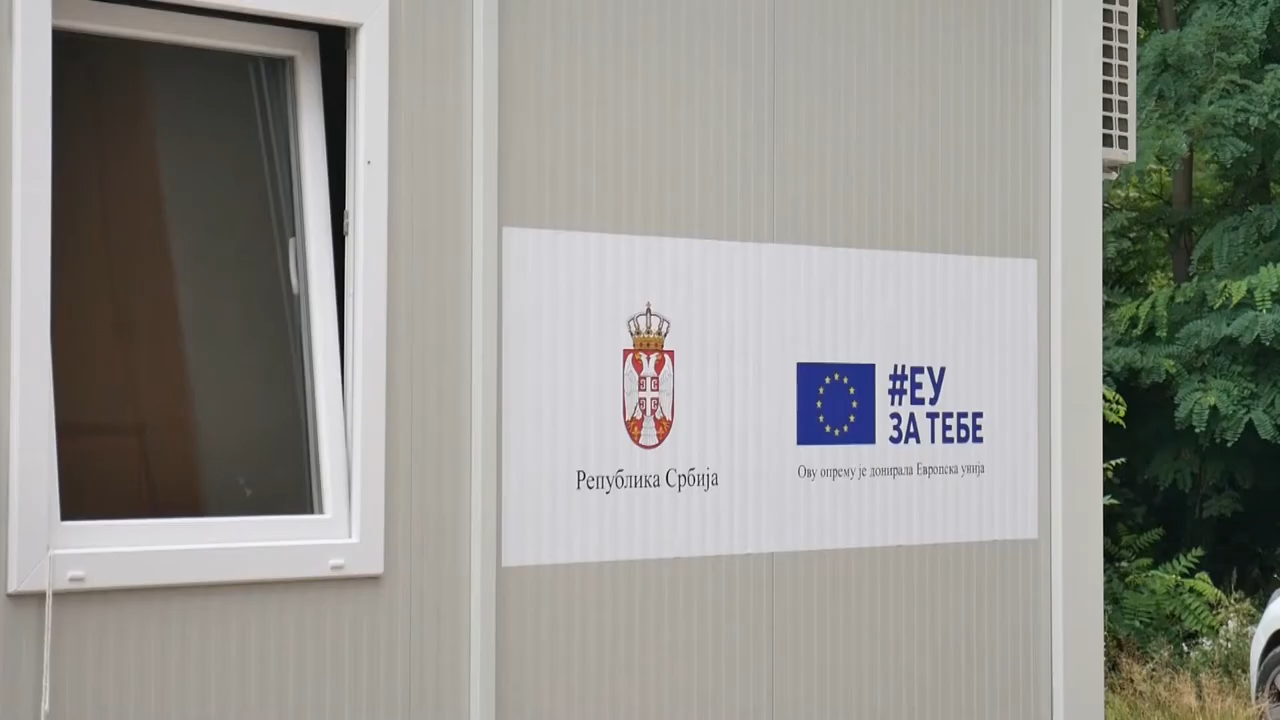 Република Србија
#ЕУ
ЗА ТЕБЕ
Ову опрему је донирала Европска унија